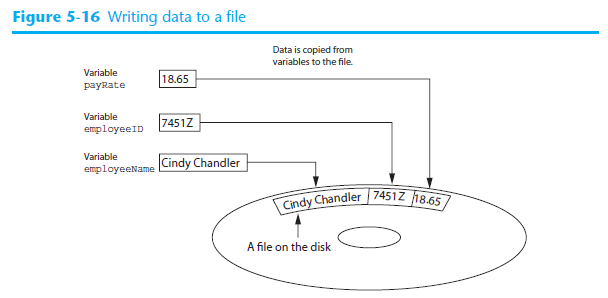 Figure 5-16 Writing data to a file
Data is copied from
variables to the file.
Variable
payRate
18.65
Variable
employeeID
7451Z
Variable
employeeName
Cindy Chandler
Cindy Chandler 7451Z 18.65
A file on the disk